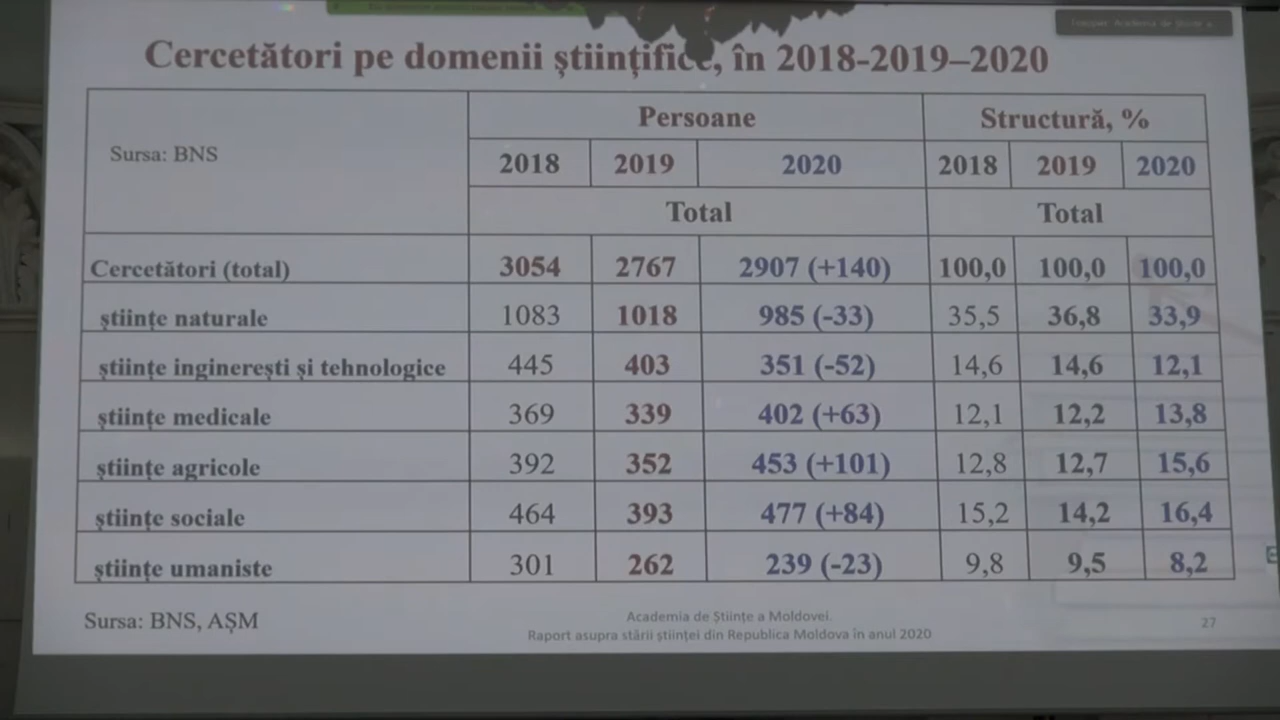 Cercetători pe domenii științifice, în 2018-2019–2020
Sursa: BNS
Persoane
Structură, %
2018 2019 2020 2018 2019 2020
Total Total
Cercetători (total) 3054 2767 2907 (+140) 100,0 100,0 100,0
științe naturale 1083 1018 985 (-33) 35,5 36,8 33,9
științe inginerești și tehnologice 445 403 351 (-52) 14,6 14,6 12,1
științe medicale 369 339 402 (+63) 12,1 12,2 13,8
științe agricole 392 352 453 (+101) 12,8 12,7 15,6
științe sociale 464 393 477 (+84) 15,2 14,2 16,4
științe umaniste 301 262 239 (-23) 9,8 9,5 8,2
Sursa: BNS, AȘM
Academia de Științe a Moldovei.
Raport asupra stării științei din Republica Moldova în anul 2020
27